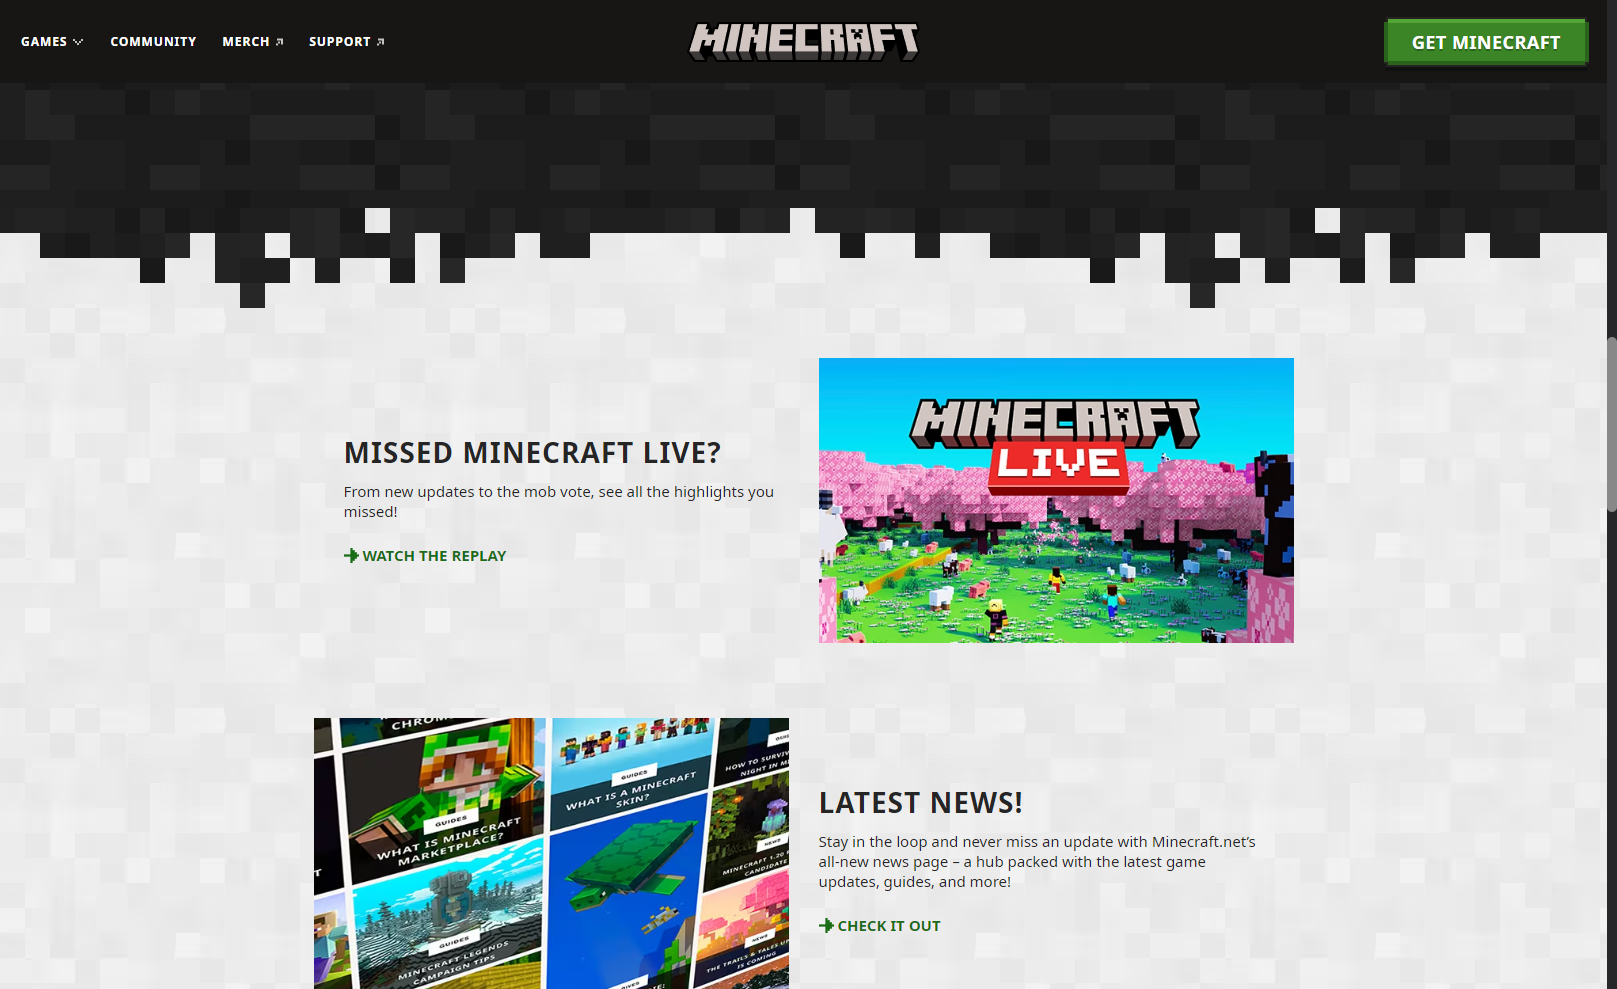 GAMES
COMMUNITY
MERCH
SUPPORT
MINECRAFT
GET MINECRAFT
MISSED MINECRAFT LIVE?
From new updates to the mob vote, see all the highlights you
missed!
WATCH THE REPLAY
MINECRAFT
LIVE
GUIDES
WHAT IS MINECRAFT
MARKETPLACE?
GUIDES
MINECRAFT LEGENDS
CAMPAIGN TIPS
GUIDES
WHAT IS A MINECRAFT
SKIN?
HOW TO SURVIV
NIGHT IN MI
NEWS
MINECRAFT 1.20
CANDIDATE
NEWS
THE TRAILS & TALES UP
IS COMING
LATEST NEWS!
Stay in the loop and never miss an update with Minecraft.net’s
all-new news page – a hub packed with the latest game
updates, guides, and more!
CHECK IT OUT